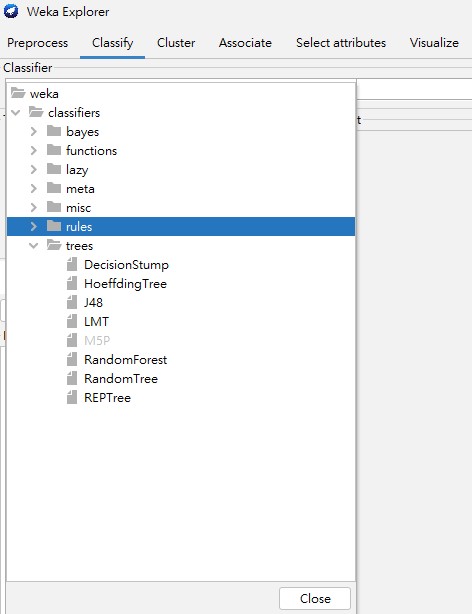 Weka Explorer
Preprocess Classify Cluster Associate Select attributes Visualize
Classifier
weka
classifiers
bayes
functions
lazy
meta
misc
rules
trees
DecisionStump
HoeffdingTree
J48
LMT
M5P
RandomForest
RandomTree
REPTree
Close